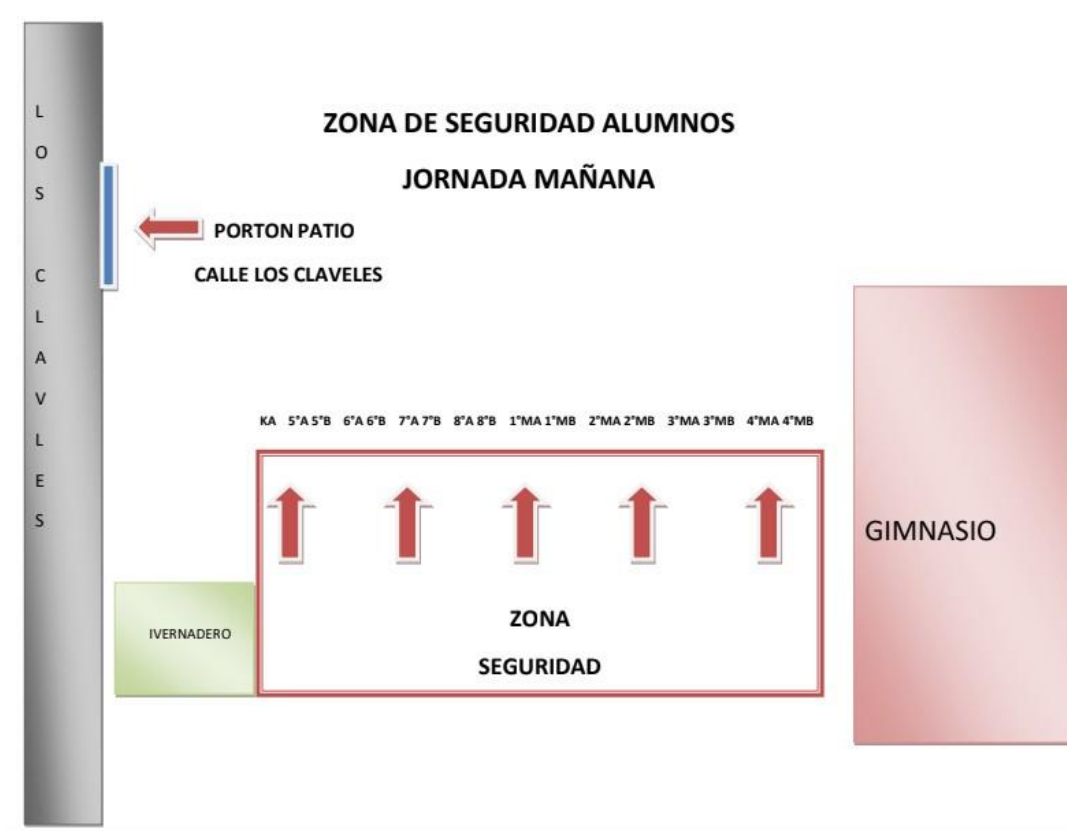 L
O
S
C
L
A
V
L
E
S
ZONA DE SEGURIDAD ALUMNOS
JORNADA MAÑANA
PORTON PATIO
CALLE LOS CLAVELES
KA 5°A 5°B 6°A 6°B 7°A 7°B 8°A 8°B 1°MA 1°MB 2°MA 2°MB 3°MA 3°MB 4°MA 4°MB
GIMNASIO
IVERNADERO
ZONA
SEGURIDAD